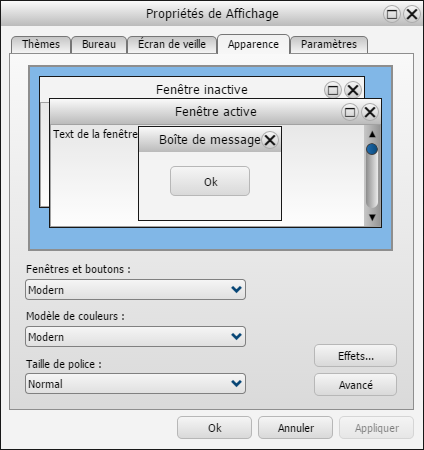 Propriétés de Affichage
Thèmes Bureau Écran de veille Apparence Paramètres
Fenêtre inactive
Fenêtre active
Text de la fenêtre
Boîte de message
Ok
Fenêtres et boutons :
Modern
Modèle de couleurs :
Modern
Taille de police :
Normal
Effets...
Avancé
Ok Annuler Appliquer